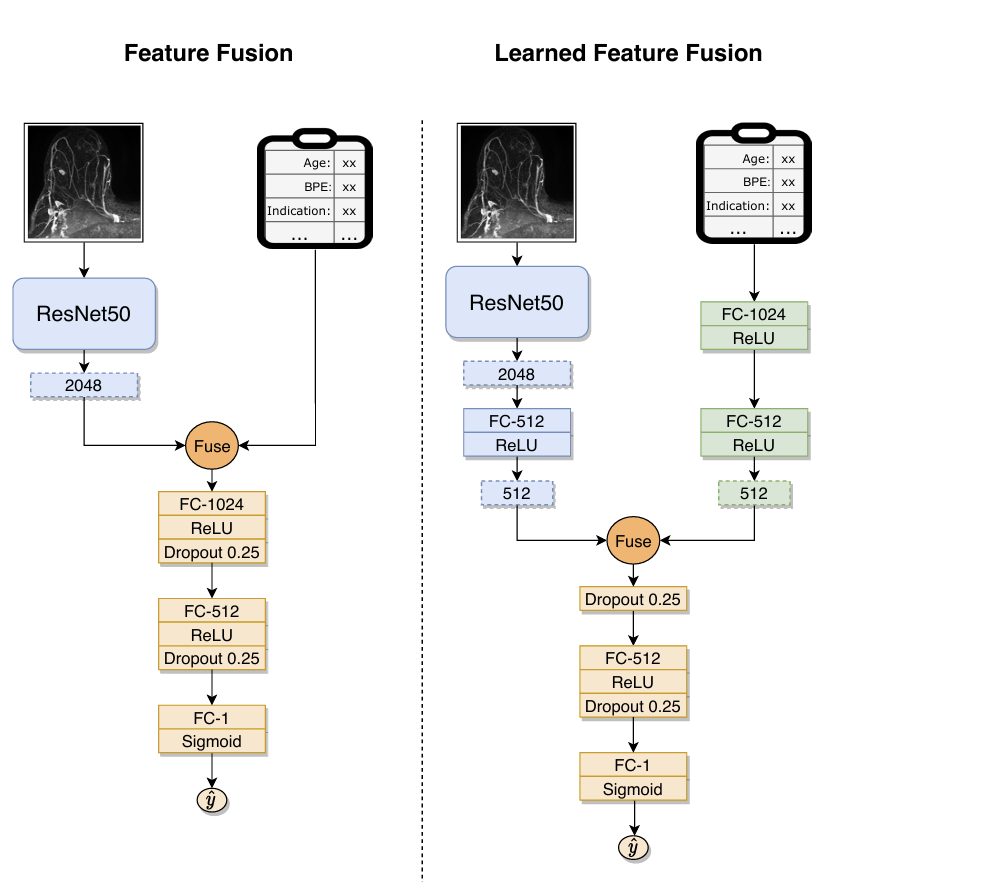 Feature Fusion
Age: xx
BPE: xx
Indication: xx
... ...
ResNet50
2048
Fuse
FC-1024
ReLU
Dropout 0.25
FC-512
ReLU
Dropout 0.25
FC-1
Sigmoid
ŷ
Learned Feature Fusion
Age: xx
BPE: xx
Indication: xx
... ...
ResNet50
2048
FC-512
ReLU
512
FC-1024
ReLU
FC-512
ReLU
512
Fuse
Dropout 0.25
FC-512
ReLU
Dropout 0.25
FC-1
Sigmoid
ŷ